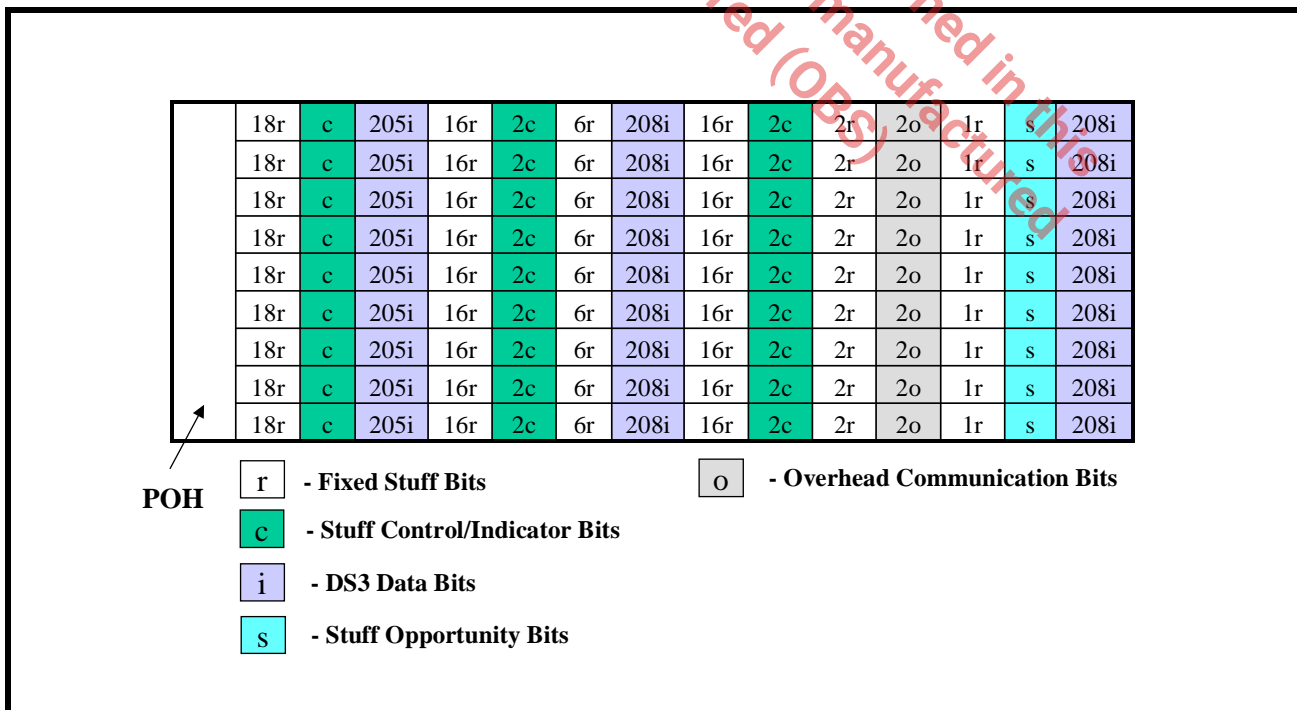 ned in this
manufactured
ed (OBS)
18r c 205i 16r 2c 6r 208i 16r 2c 2r 2o 1r s 208i
18r c 205i 16r 2c 6r 208i 16r 2c 2r 2o 1r s 208i
18r c 205i 16r 2c 6r 208i 16r 2c 2r 2o 1r s 208i
18r c 205i 16r 2c 6r 208i 16r 2c 2r 2o 1r s 208i
18r c 205i 16r 2c 6r 208i 16r 2c 2r 2o 1r s 208i
18r c 205i 16r 2c 6r 208i 16r 2c 2r 2o 1r s 208i
18r c 205i 16r 2c 6r 208i 16r 2c 2r 2o 1r s 208i
18r c 205i 16r 2c 6r 208i 16r 2c 2r 2o 1r s 208i
18r c 205i 16r 2c 6r 208i 16r 2c 2r 2o 1r s 208i
POH
r - Fixed Stuff Bits
o - Overhead Communication Bits
c - Stuff Control/Indicator Bits
i - DS3 Data Bits
s - Stuff Opportunity Bits